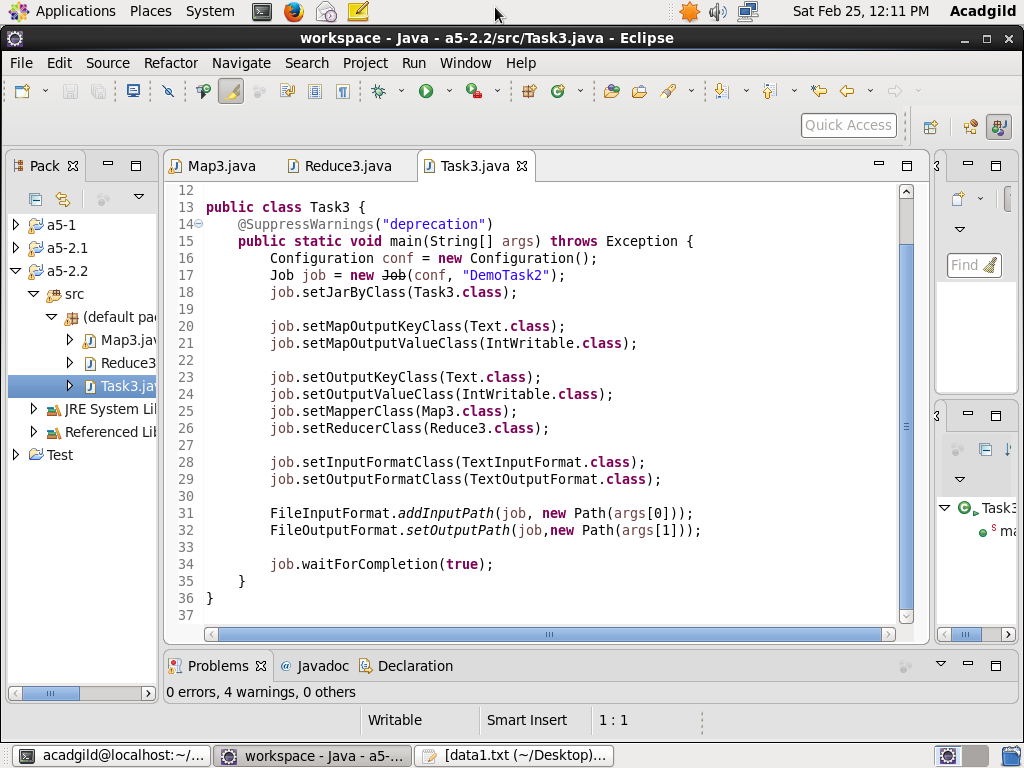 Applications Places System Sat Feb 25, 12:11 PM Acadgild
workspace - Java - a5-2.2/src/Task3.java - Eclipse
File Edit Source Refactor Navigate Search Project Run Window Help
Quick Access
Pack
Map3.java
Reduce3.java
Task3.java
a5-1
a5-2.1
a5-2.2
src
(default pa
Map3.jav
Reduce3
Task3.jav
JRE System Li
Referenced Lib
Test
12
13 public class Task3 {
14 @SuppressWarnings("deprecation")
15 public static void main(String[] args) throws Exception {
16 Configuration conf = new Configuration();
17 Job job = new Job(conf, "DemoTask2");
18 job.setJarByClass(Task3.class);
19
20 job.setMapOutputKeyClass(Text.class);
21 job.setMapOutputValueClass(IntWritable.class);
22
23 job.setOutputKeyClass(Text.class);
24 job.setOutputValueClass(IntWritable.class);
25 job.setMapperClass(Map3.class);
26 job.setReducerClass(Reduce3.class);
27
28 job.setInputFormatClass(TextInputFormat.class);
29 job.setOutputFormatClass(TextOutputFormat.class);
30
31 FileInputFormat.addInputPath(job, new Path(args[0]));
32 FileOutputFormat.setOutputPath(job,new Path(args[1]));
33
34 job.waitForCompletion(true);
35 }
36 }
37
Find
Task3
S ma
Problems @ Javadoc Declaration
0 errors, 4 warnings, 0 others
Writable Smart Insert 1 : 1
acadgild@localhost:~/... workspace - Java - a5-... [data1.txt (~/Desktop)...